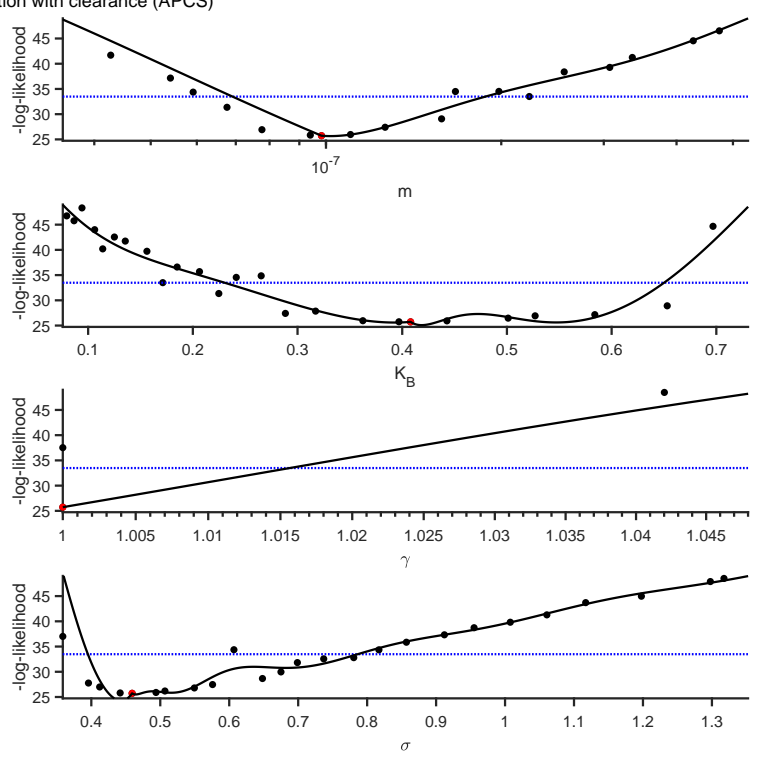 tion with clearance (APCS)
45
40
35
30
25
-log-likelihood
10^-7
m
45
40
35
30
25
-log-likelihood
0.1 0.2 0.3 0.4 0.5 0.6 0.7
K_B
45
40
35
30
25
-log-likelihood
1 1.005 1.01 1.015 1.02 1.025 1.03 1.035 1.04 1.045
γ
45
40
35
30
25
-log-likelihood
0.4 0.5 0.6 0.7 0.8 0.9 1 1.1 1.2 1.3
σ